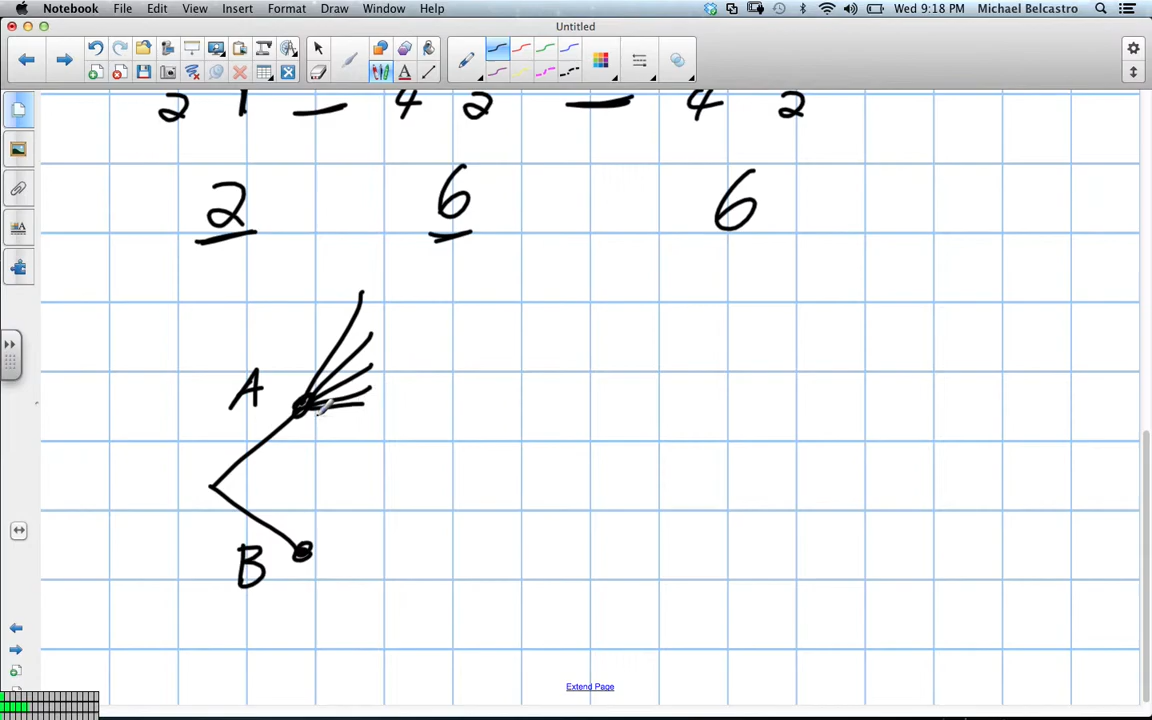 Notebook File Edit View Insert Format Draw Window Help Wed 9:18 PM Michael Belcastro
Untitled
2 1 — 4 2 — 4 2
2 6 6
A
B
Extend Page